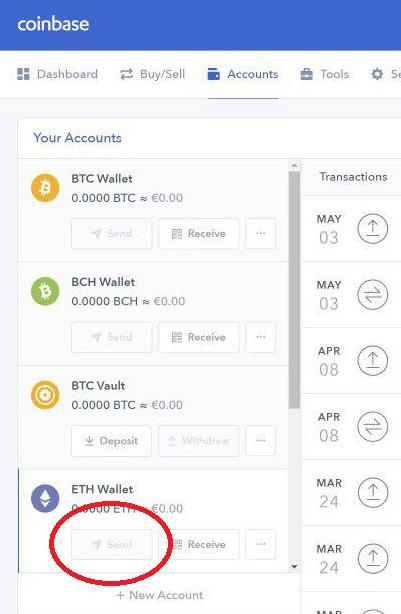 coinbase
Dashboard Buy/Sell Accounts Tools Se
Your Accounts
BTC Wallet
0.0000 BTC ≈ €0.00
Send Receive ...
BCH Wallet
0.0000 BCH ≈ €0.00
Send Receive ...
BTC Vault
0.0000 BTC ≈ €0.00
Deposit Withdrew ...
ETH Wallet
0.0000 ETH ≈ €0.00
Send Receive ...
+ New Account
Transactions
MAY
03
MAY
03
APR
08
APR
08
MAR
24
MAR
24